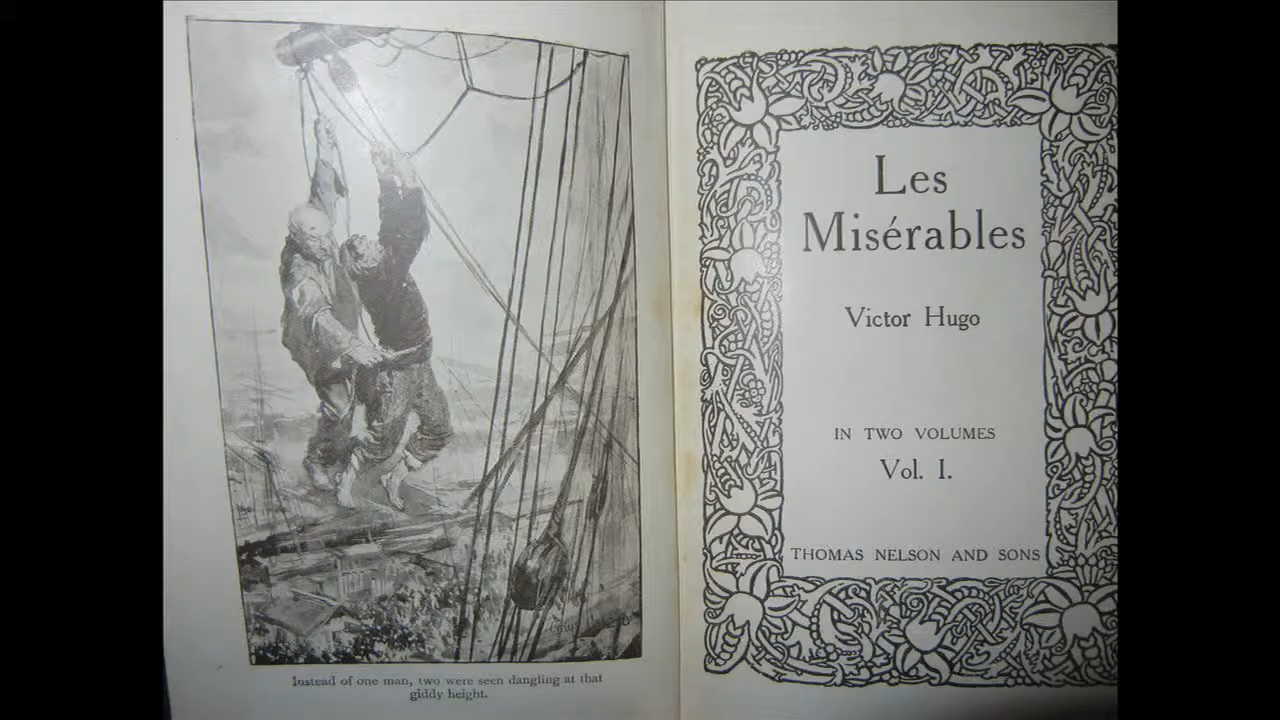 Instead of one man, two were seen dangling at that
giddy height.
Les
Misérables
Victor Hugo
IN TWO VOLUMES
Vol. I.
THOMAS NELSON AND SONS